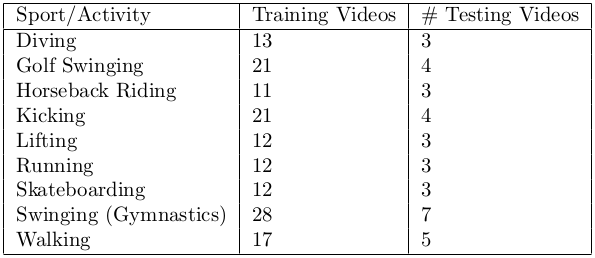 Sport/Activity Training Videos # Testing Videos
Diving 13 3
Golf Swinging 21 4
Horseback Riding 11 3
Kicking 21 4
Lifting 12 3
Running 12 3
Skateboarding 12 3
Swinging (Gymnastics) 28 7
Walking 17 5